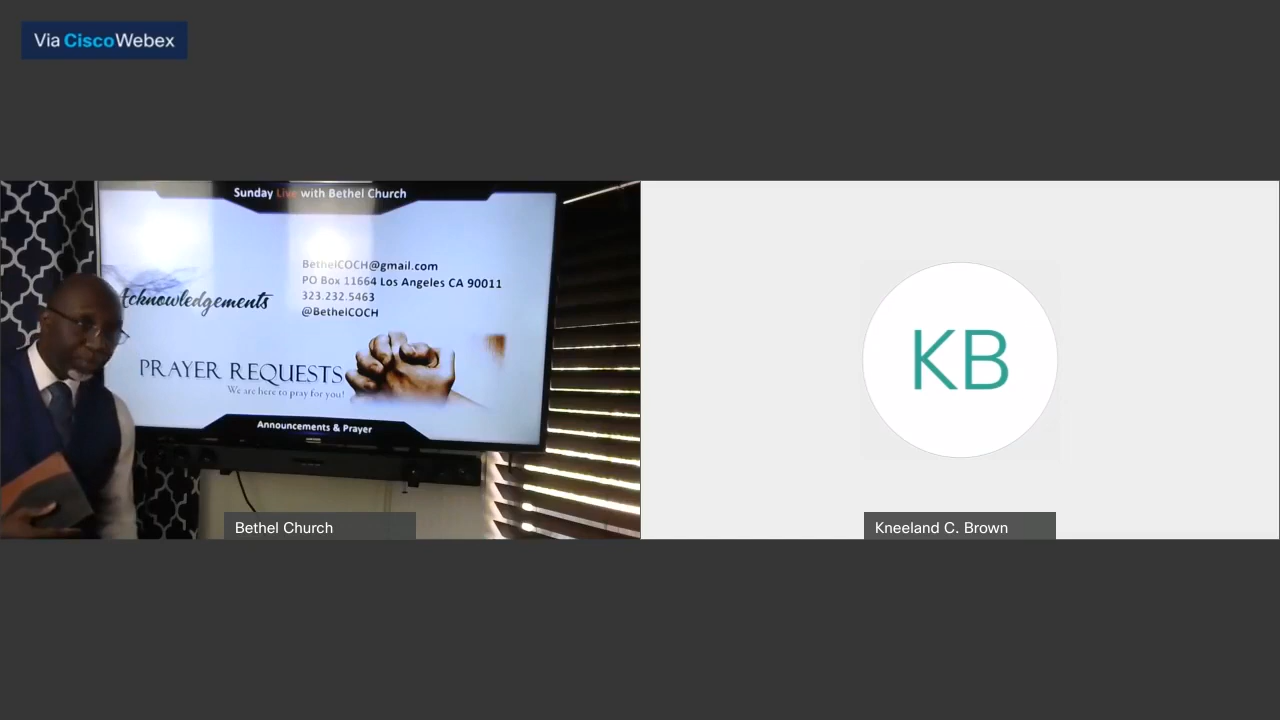 Via CiscoWebex
Sunday Live with Bethel Church
BethelCOCH@gmail.com
PO Box 11664 Los Angeles CA 90011
323.232.5463
@BethelCOCH
Acknowledgements
PRAYER REQUESTS
We are here to pray for you!
Announcements & Prayer
Bethel Church
KB
Kneeland C. Brown